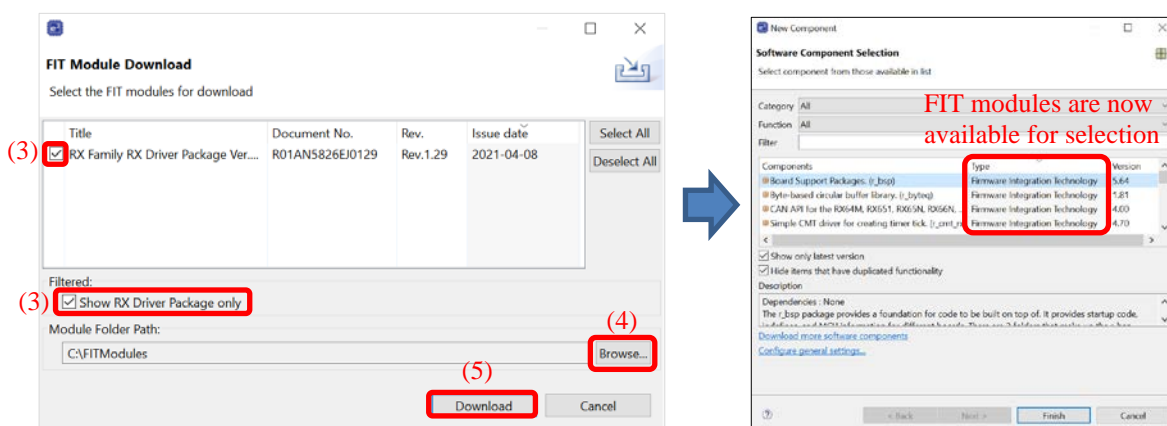 FIT Module Download
Select the FIT modules for download
Title Document No. Rev. Issue date
(3) RX Family RX Driver Package Ver.... R01AN5826EJ0129 Rev.1.29 2021-04-08
Select All
Deselect All
Filtered:
(3) Show RX Driver Package only
Module Folder Path:
(4)
C:\FITModules Browse...
(5)
Download Cancel
New Component
Software Component Selection
Select component from those available in list
Category All
Function All
Filter
FIT modules are now
available for selection
Components Type Version
Board Support Packages. (r_bsp) Firmware Integration Technology 5.64
Byte-based circular buffer library. (r_byteq) Firmware Integration Technology 1.81
CAN API for the RX64M, RX651, RX65N, RX66N, ... Firmware Integration Technology 4.00
Simple CMT driver for creating timer tick. (r_cmt_r Firmware Integration Technology 4.70
Show only latest version
Hide items that have duplicated functionality
Description
Dependencies : None
The r_bsp package provides a foundation for code to be built on top of. It provides startup code,
Download more software components
Configure general settings...
< Back Next > Finish Cancel